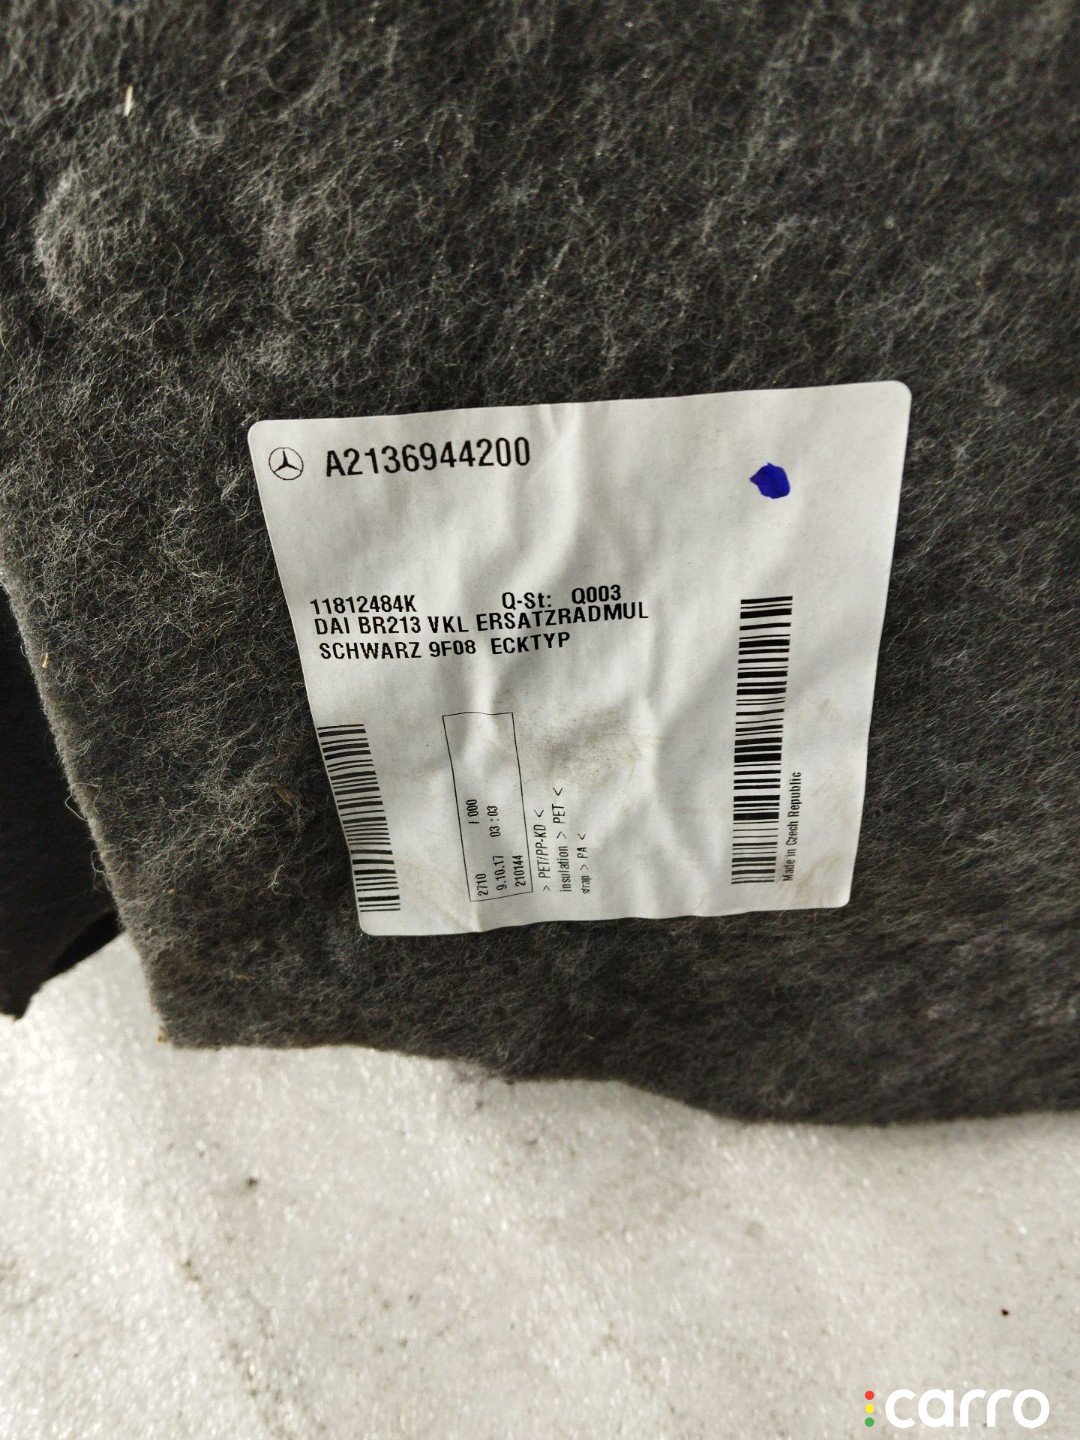 A2136944200
11812484K Q-St: Q003
DAI BR213 VKL ERSATZRADMUL
SCHWARZ 9F08 ECKTYP
2710 / 000
9.10.17 03:03
210144
> PET/PP-KD <
insulation > PET <
strap > PA <
Made in Czech Republic
carro